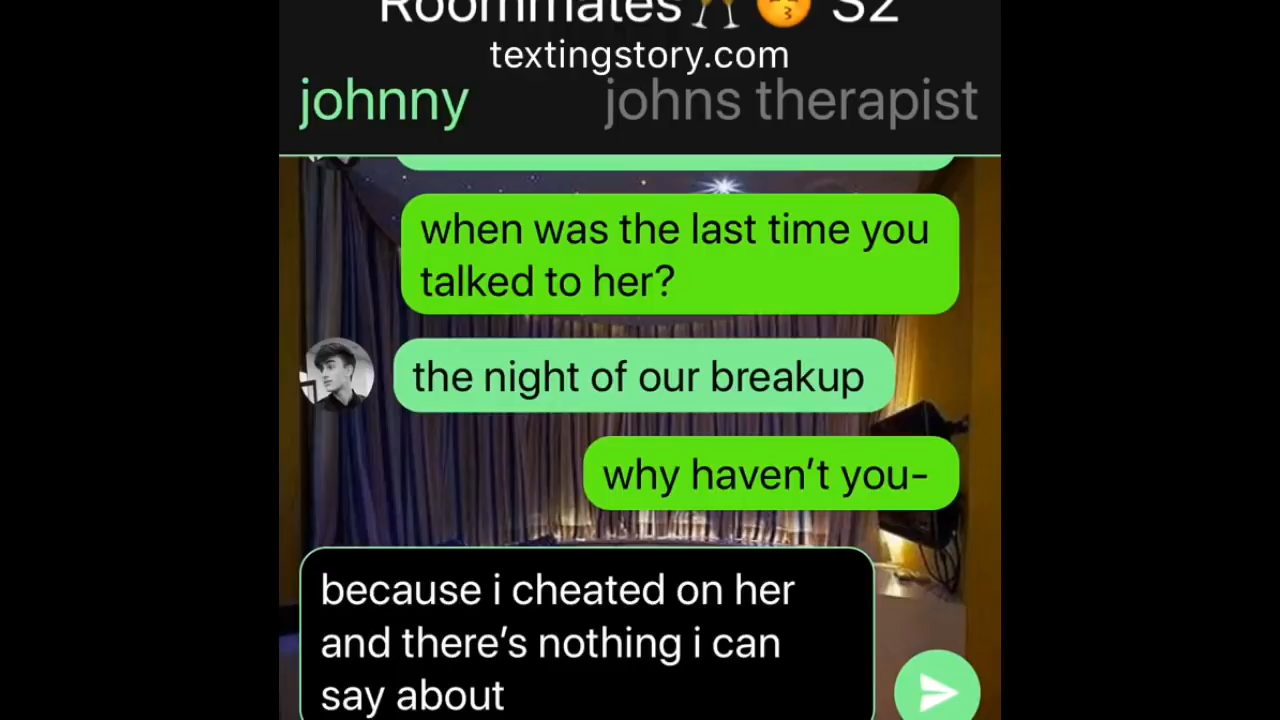 Roommates🥂😚 S2
textingstory.com
johnny johns therapist
when was the last time you
talked to her?
the night of our breakup
why haven't you-
because i cheated on her
and there's nothing i can
say about